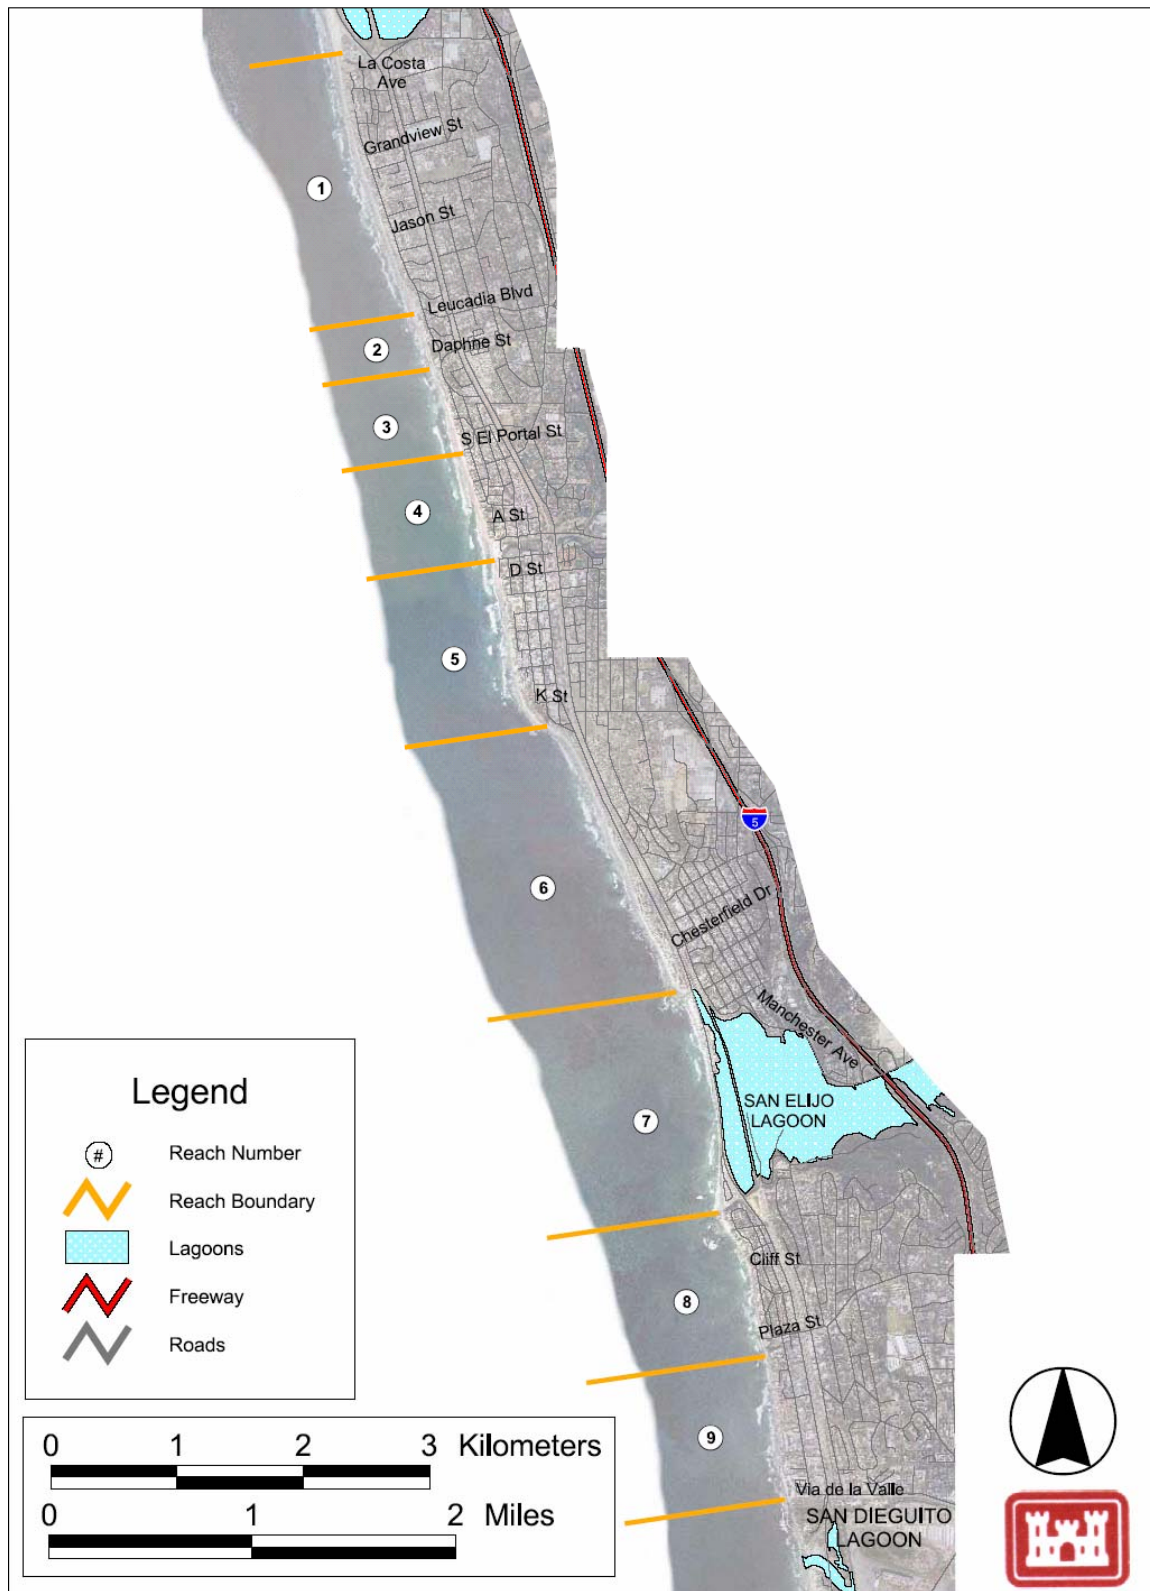 La Costa
Ave
Grandview St
1
Jason St
Leucadia Blvd
2
Daphne St
3
S El Portal St
4
A St
D St
5
K St
5
6
Chesterfield Dr
Manchester Ave
7
SAN ELIJO
LAGOON
Cliff St
8
Plaza St
9
Via de la Valle
SAN DIEGUITO
LAGOON
Legend
# Reach Number
Reach Boundary
Lagoons
Freeway
Roads
0 1 2 3 Kilometers
0 1 2 Miles